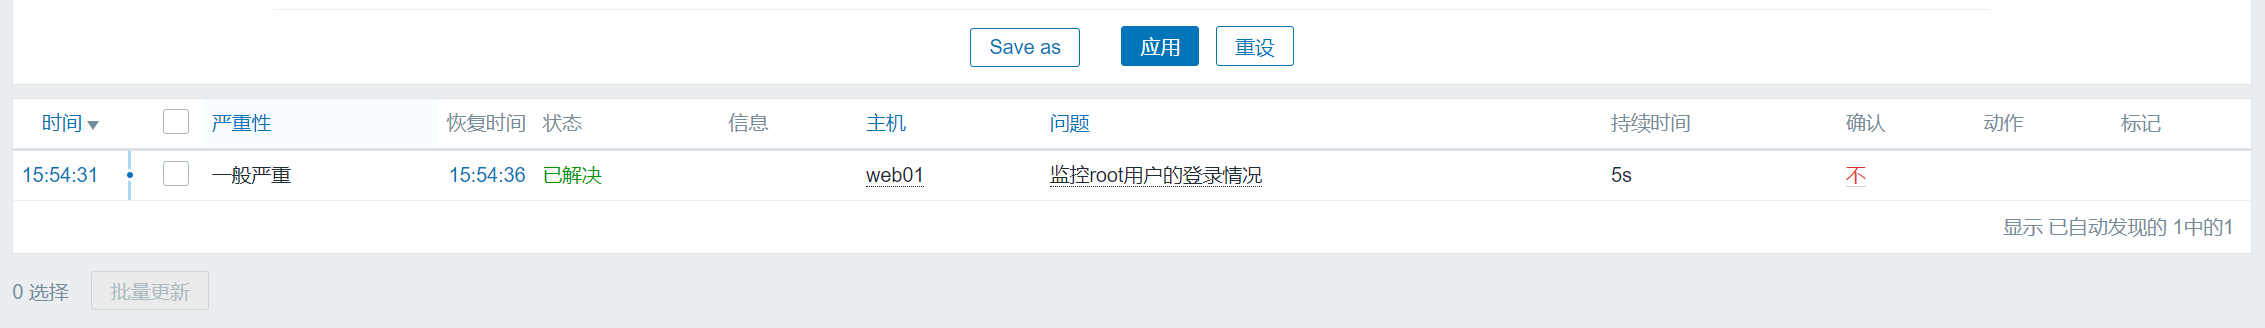 Save as 应用 重设
时间 严重性 恢复时间 状态 信息 主机 问题 持续时间 确认 动作 标记
15:54:31 一般严重 15:54:36 已解决 web01 监控root用户的登录情况 5s 不
显示 已自动发现的 1中的1
0 选择 批量更新